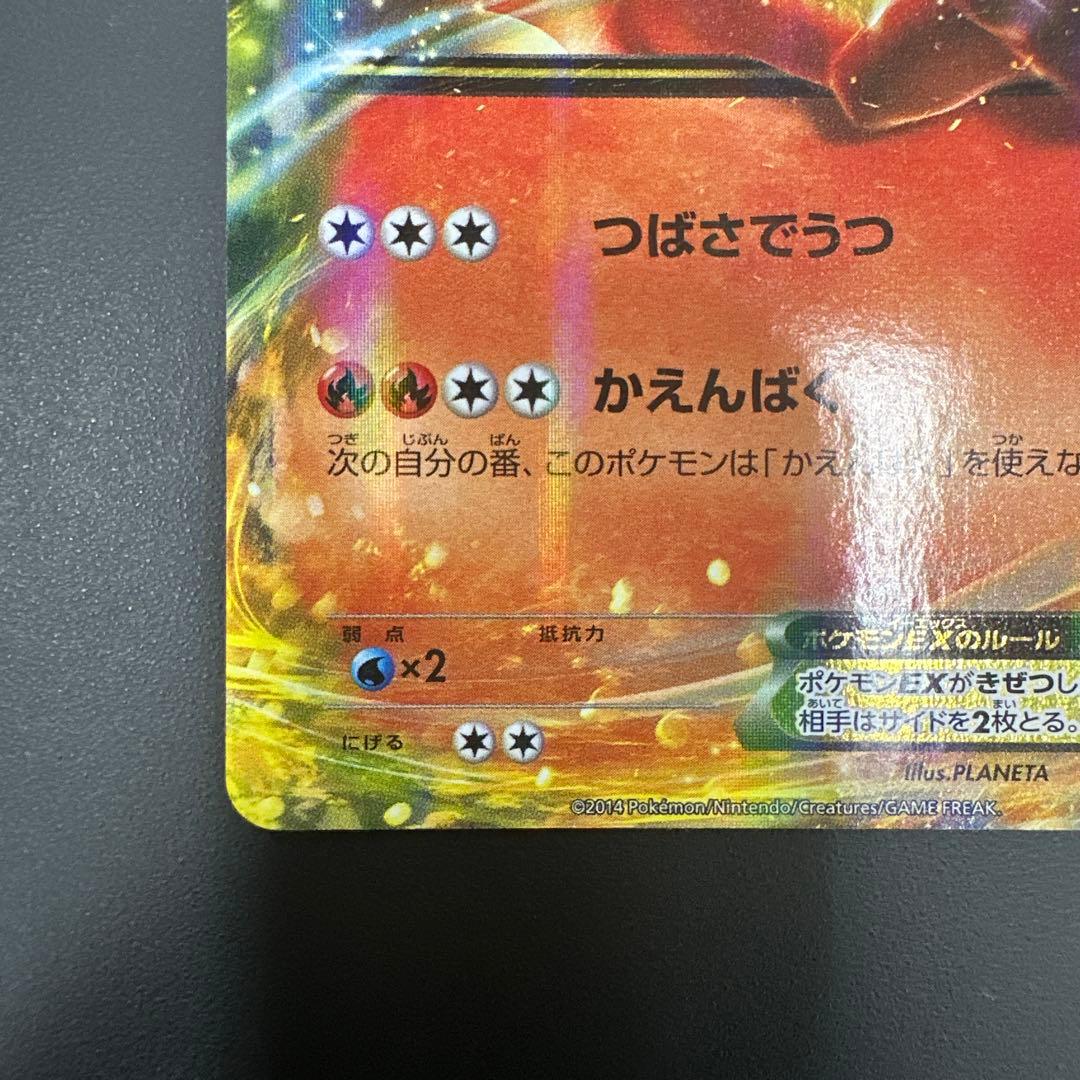 つばさでうつ
かえんばく
つぎ じぶん ばん つか
次の自分の番、このポケモンは「かえんばく」を使えな
弱点 抵抗力
×2
イーエックス
ポケモンEXのルール
ポケモンEXがきぜつし
あいて まい
相手はサイドを2枚とる。
にげる
Illus.PLANETA
©2014 Pokémon/Nintendo/Creatures/GAME FREAK.